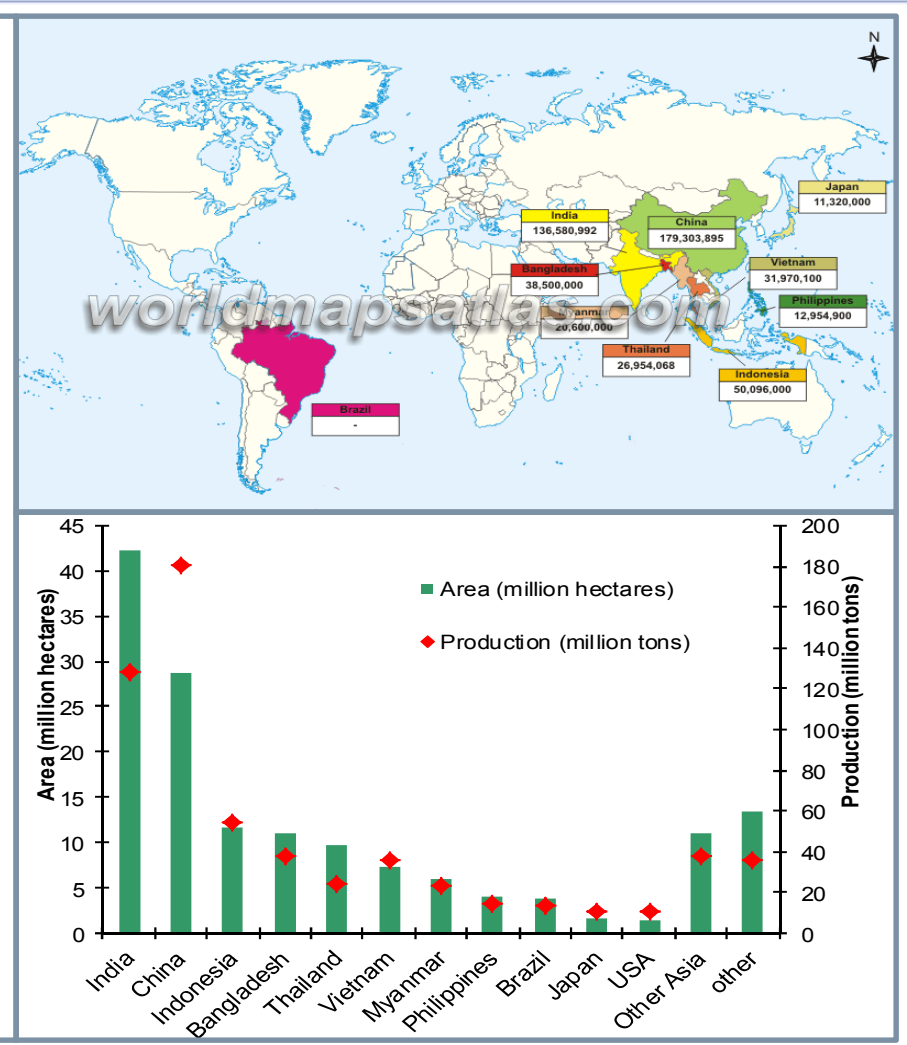 N
Japan
11,320,000
India
136,580,992
China
179,303,895
Bangladesh
38,500,000
Vietnam
31,970,100
worldmapsatlas.com
Myanmar
20,600,000
Philippines
12,954,900
Thailand
26,954,068
Indonesia
50,096,000
Brazil
-
Area (million hectares)
45
40
35
30
25
20
15
10
5
0
Area (million hectares)
Production (million tons)
200
180
160
140
120
100
80
60
40
20
0
Production (million tons)
India
China
Indonesia
Bangladesh
Thailand
Vietnam
Myanmar
Philippines
Brazil
Japan
USA
Other Asia
other